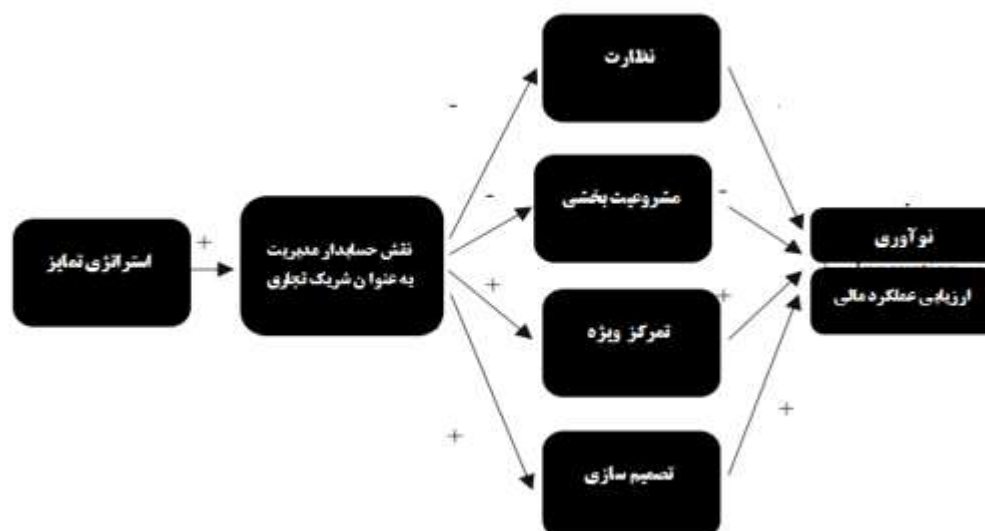 نظارت
-
-
مشروعیت بخشی
-
-
نوآوری
استراتژی تمایز
+
نقش حسابدار مدیریت
به عنوان شریک تجاری
+
+
ارزیابی عملکرد مالی
تمرکز ویژه
+
+
تصمیم سازی